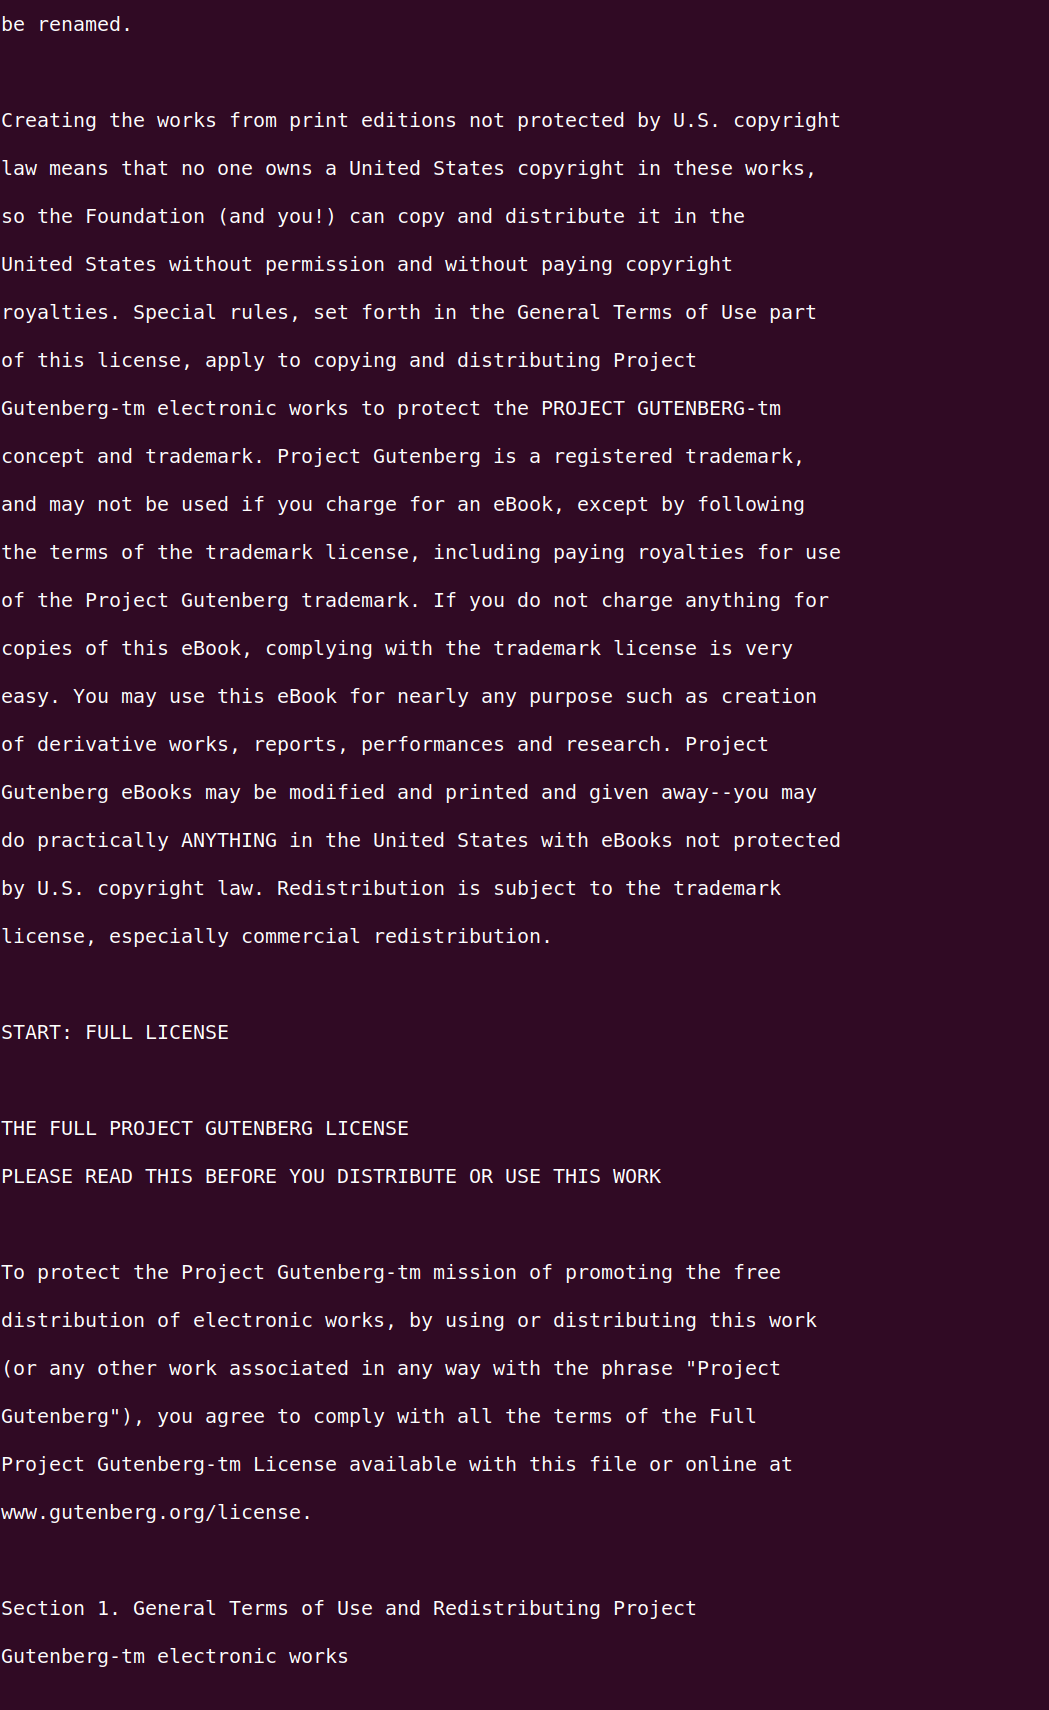 be renamed.
Creating the works from print editions not protected by U.S. copyright
law means that no one owns a United States copyright in these works,
so the Foundation (and you!) can copy and distribute it in the
United States without permission and without paying copyright
royalties. Special rules, set forth in the General Terms of Use part
of this license, apply to copying and distributing Project
Gutenberg-tm electronic works to protect the PROJECT GUTENBERG-tm
concept and trademark. Project Gutenberg is a registered trademark,
and may not be used if you charge for an eBook, except by following
the terms of the trademark license, including paying royalties for use
of the Project Gutenberg trademark. If you do not charge anything for
copies of this eBook, complying with the trademark license is very
easy. You may use this eBook for nearly any purpose such as creation
of derivative works, reports, performances and research. Project
Gutenberg eBooks may be modified and printed and given away--you may
do practically ANYTHING in the United States with eBooks not protected
by U.S. copyright law. Redistribution is subject to the trademark
license, especially commercial redistribution.
START: FULL LICENSE
THE FULL PROJECT GUTENBERG LICENSE
PLEASE READ THIS BEFORE YOU DISTRIBUTE OR USE THIS WORK
To protect the Project Gutenberg-tm mission of promoting the free
distribution of electronic works, by using or distributing this work
(or any other work associated in any way with the phrase "Project
Gutenberg"), you agree to comply with all the terms of the Full
Project Gutenberg-tm License available with this file or online at
www.gutenberg.org/license.
Section 1. General Terms of Use and Redistributing Project
Gutenberg-tm electronic works